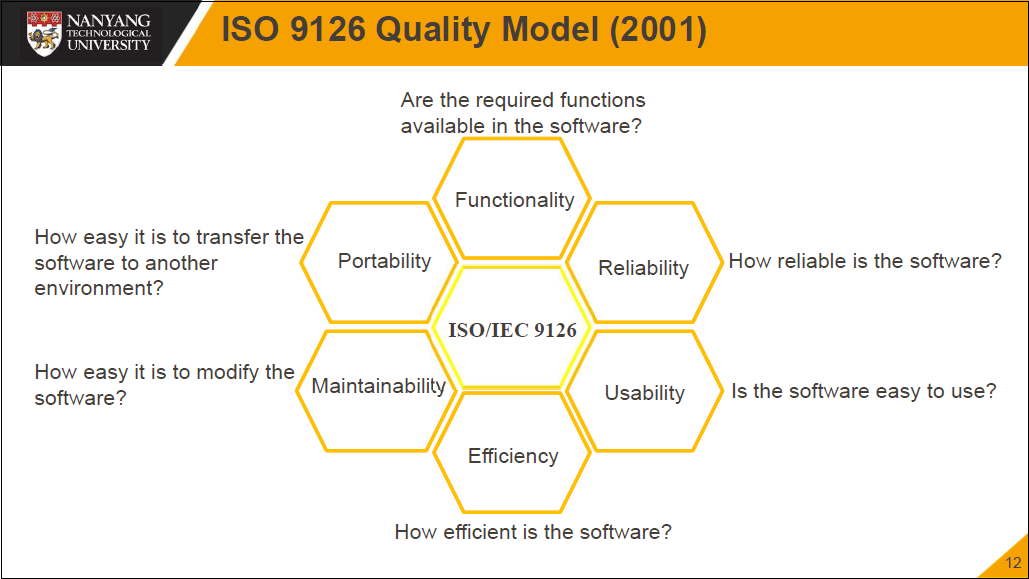 NANYANG
TECHNOLOGICAL
UNIVERSITY
ISO 9126 Quality Model (2001)
Are the required functions
available in the software?
Functionality
How easy it is to transfer the
software to another
environment?
Portability
Reliability
How reliable is the software?
ISO/IEC 9126
How easy it is to modify the
software?
Maintainability
Usability
Is the software easy to use?
Efficiency
How efficient is the software?
12